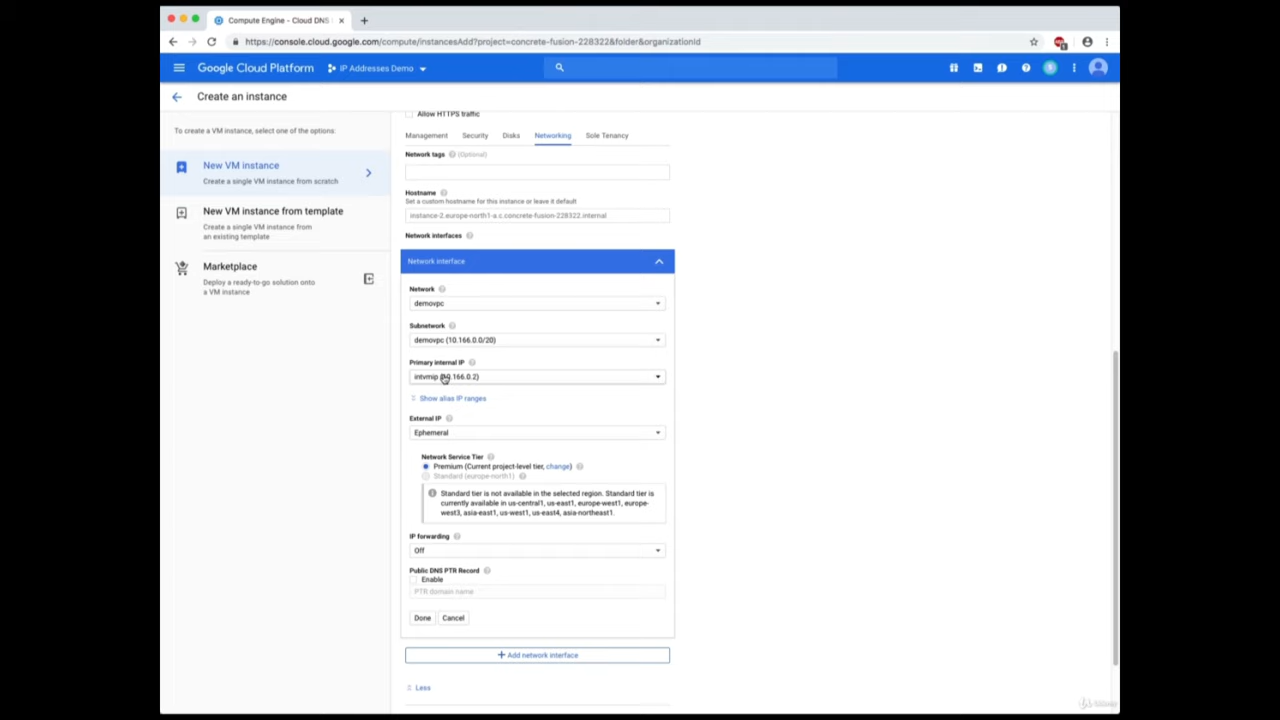 Compute Engine - Cloud DNS
https://console.cloud.google.com/compute/instancesAdd?project=concrete-fusion-228322&folder&organizationId
Google Cloud Platform
IP Addresses Demo
Create an instance
To create a VM instance, select one of the options:
New VM instance
Create a single VM instance from scratch
New VM instance from template
Create a single VM instance from
an existing template
Marketplace
Deploy a ready-to-go solution onto
a VM instance
Allow HTTPS traffic
Management Security Disks Networking Sole Tenancy
Network tags (Optional)
Hostname
Set a custom hostname for this instance or leave it default
instance-2.europe-north1-a.c.concrete-fusion-228322.internal
Network interfaces
Network interface
Network
demovpc
Subnetwork
demovpc (10.166.0.0/20)
Primary internal IP
intvmip (10.166.0.2)
Show alias IP ranges
External IP
Ephemeral
Network Service Tier
Premium (Current project-level tier, change)
Standard (europe-north1)
Standard tier is not available in the selected region. Standard tier is
currently available in us-central1, us-east1, europe-west1, europe-
west3, asia-east1, us-west1, us-east4, asia-northeast1.
IP forwarding
Off
Public DNS PTR Record
Enable
PTR domain name
Done Cancel
+ Add network interface
Less